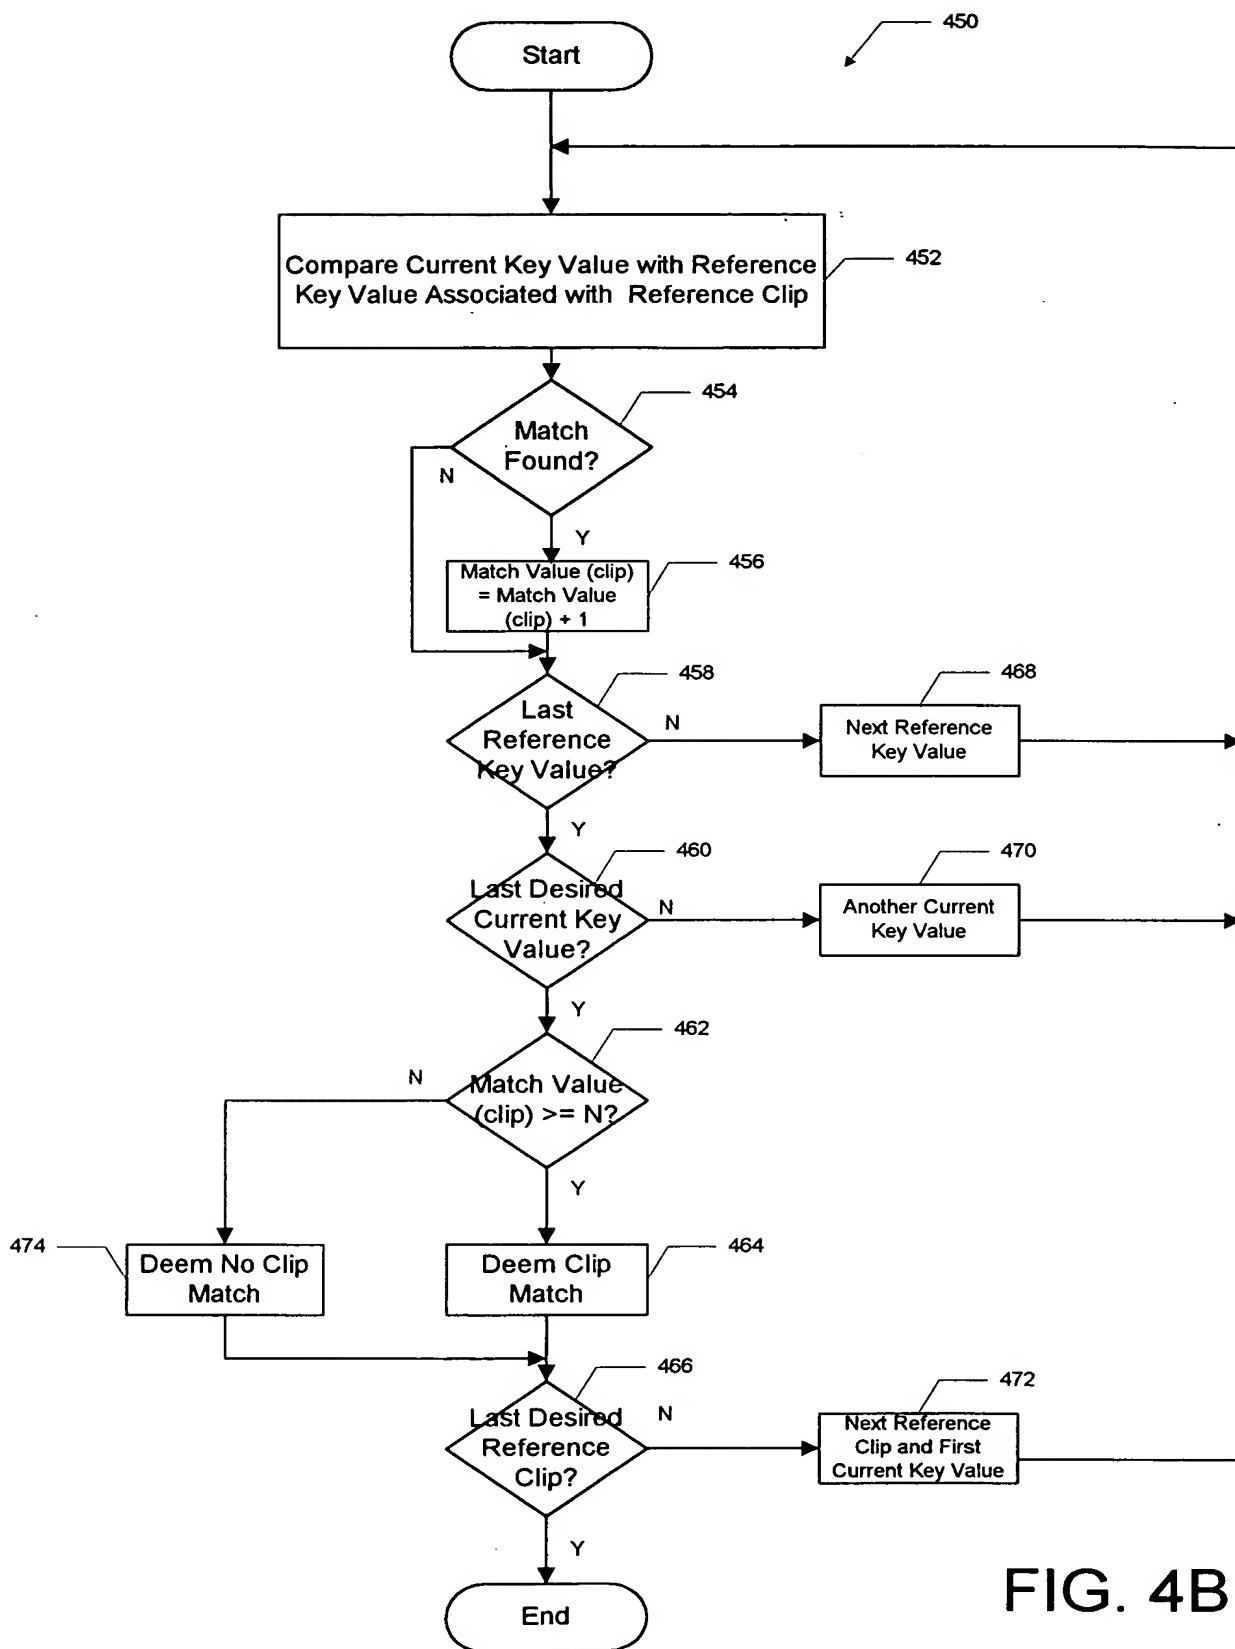 450
Start
Compare Current Key Value with Reference
Key Value Associated with Reference Clip
452
454
Match
Found?
N
Y
Match Value (clip)
= Match Value
(clip) + 1
456
458
Last
Reference
Key Value?
N
468
Next Reference
Key Value
Y
460
Last Desired
Current Key
Value?
N
470
Another Current
Key Value
Y
462
Match Value
(clip) >= N?
N
Y
474
Deem No Clip
Match
Deem Clip
Match
464
466
Last Desired
Reference
Clip?
N
472
Next Reference
Clip and First
Current Key Value
Y
End
FIG. 4B